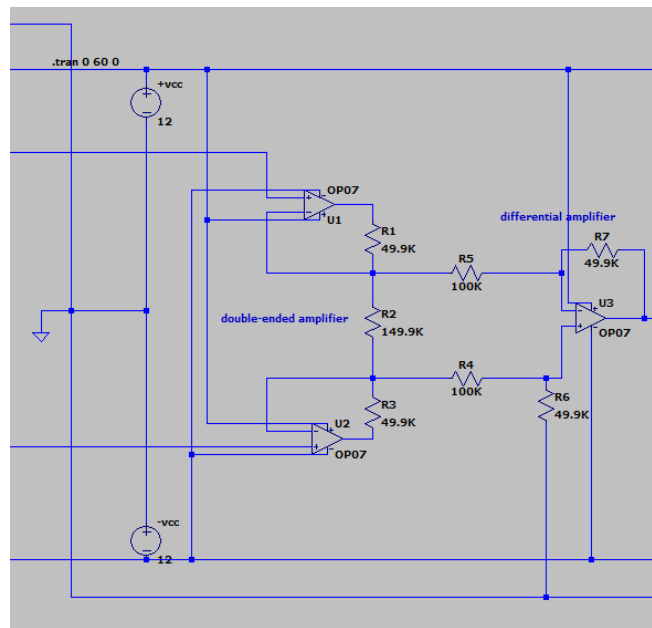 .tran 0 60 0
+vcc
12
OP07
U1
R1
49.9K
differential amplifier
R7
49.9K
R5
100K
U3
OP07
double-ended amplifier
R2
149.9K
R4
100K
R6
49.9K
R3
49.9K
U2
OP07
-vcc
12